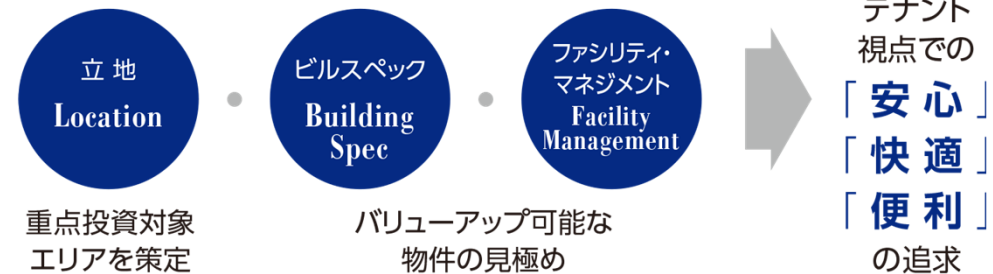 立地
Location
重点投資対象
エリアを策定
ビルスペック
Building
Spec
ファシリティ・
マネジメント
Facility
Management
バリューアップ可能な
物件の見極め
テナント
視点での
「安心」
「快適」
「便利」
の追求